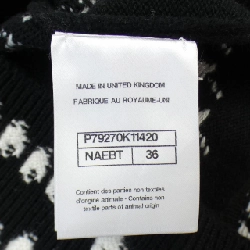 MADE IN UNITED KINGDOM
FABRIQUE AU ROYAUME-UNI
P79270K11420
NAEBT 36
Contient des parties non textiles
d'origine animale - Contains non
textile parts of animal origin